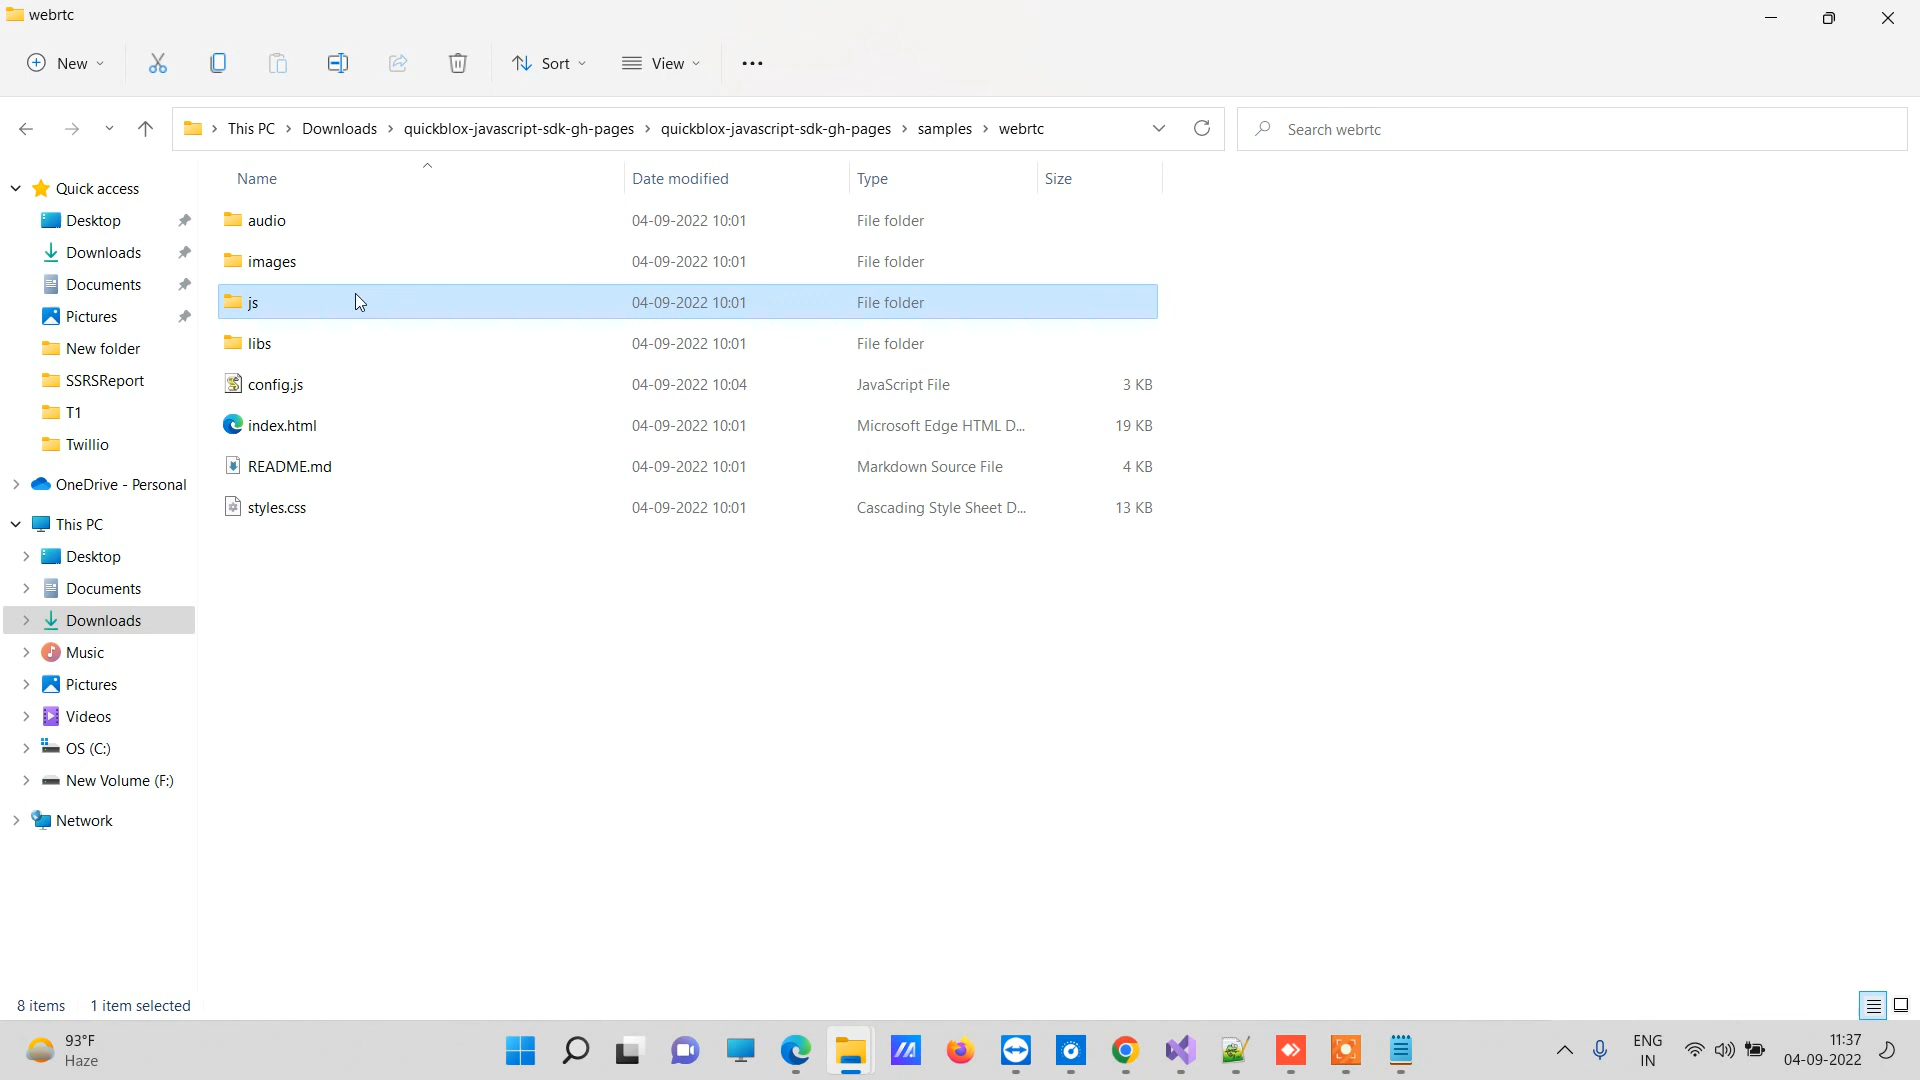 webrtc
New
Sort
View
This PC > Downloads > quickblox-javascript-sdk-gh-pages > quickblox-javascript-sdk-gh-pages > samples > webrtc
Search webrtc
Name Date modified Type Size
audio 04-09-2022 10:01 File folder
images 04-09-2022 10:01 File folder
js 04-09-2022 10:01 File folder
libs 04-09-2022 10:01 File folder
config.js 04-09-2022 10:04 JavaScript File 3 KB
index.html 04-09-2022 10:01 Microsoft Edge HTML D... 19 KB
README.md 04-09-2022 10:01 Markdown Source File 4 KB
styles.css 04-09-2022 10:01 Cascading Style Sheet D... 13 KB
Quick access
Desktop
Downloads
Documents
Pictures
New folder
SSRSReport
T1
Twillio
OneDrive - Personal
This PC
Desktop
Documents
Downloads
Music
Pictures
Videos
OS (C:)
New Volume (F:)
Network
8 items 1 item selected
93°F
Haze
ENG
IN
11:37
04-09-2022